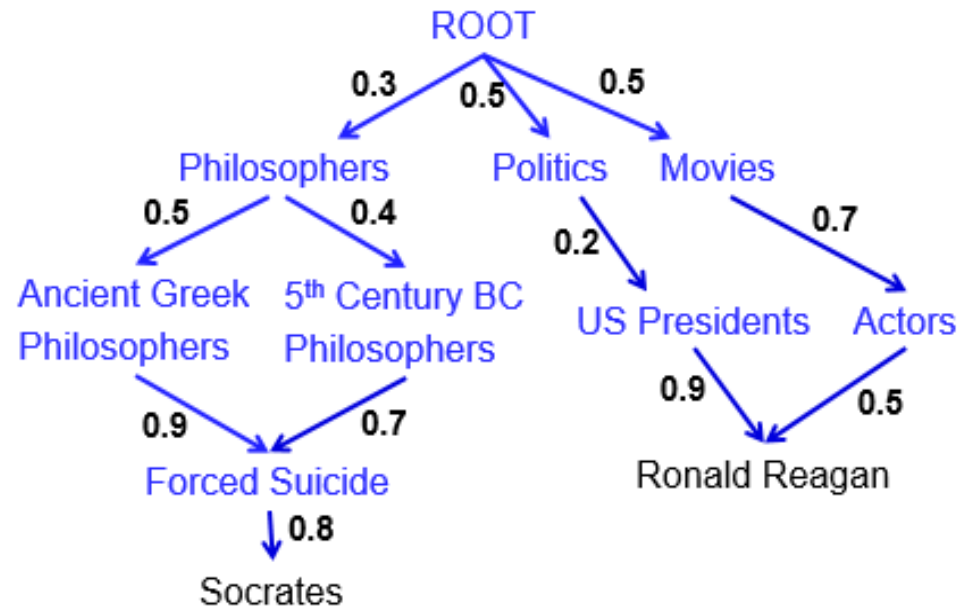 ROOT
0.3 0.5 0.5
Philosophers Politics Movies
0.5 0.4 0.2 0.7
Ancient Greek 5th Century BC
Philosophers Philosophers
US Presidents Actors
0.9 0.7 0.9 0.5
Forced Suicide Ronald Reagan
0.8
Socrates